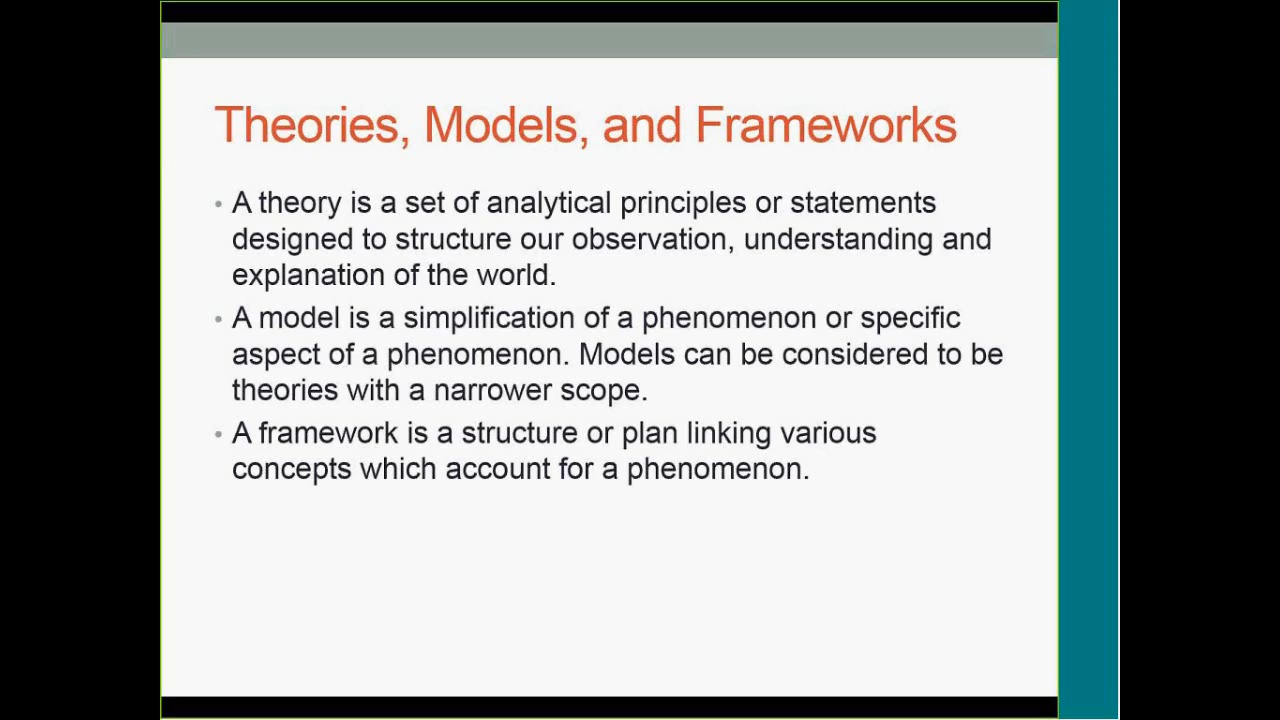 Theories, Models, and Frameworks
• A theory is a set of analytical principles or statements
designed to structure our observation, understanding and
explanation of the world.
• A model is a simplification of a phenomenon or specific
aspect of a phenomenon. Models can be considered to be
theories with a narrower scope.
• A framework is a structure or plan linking various
concepts which account for a phenomenon.